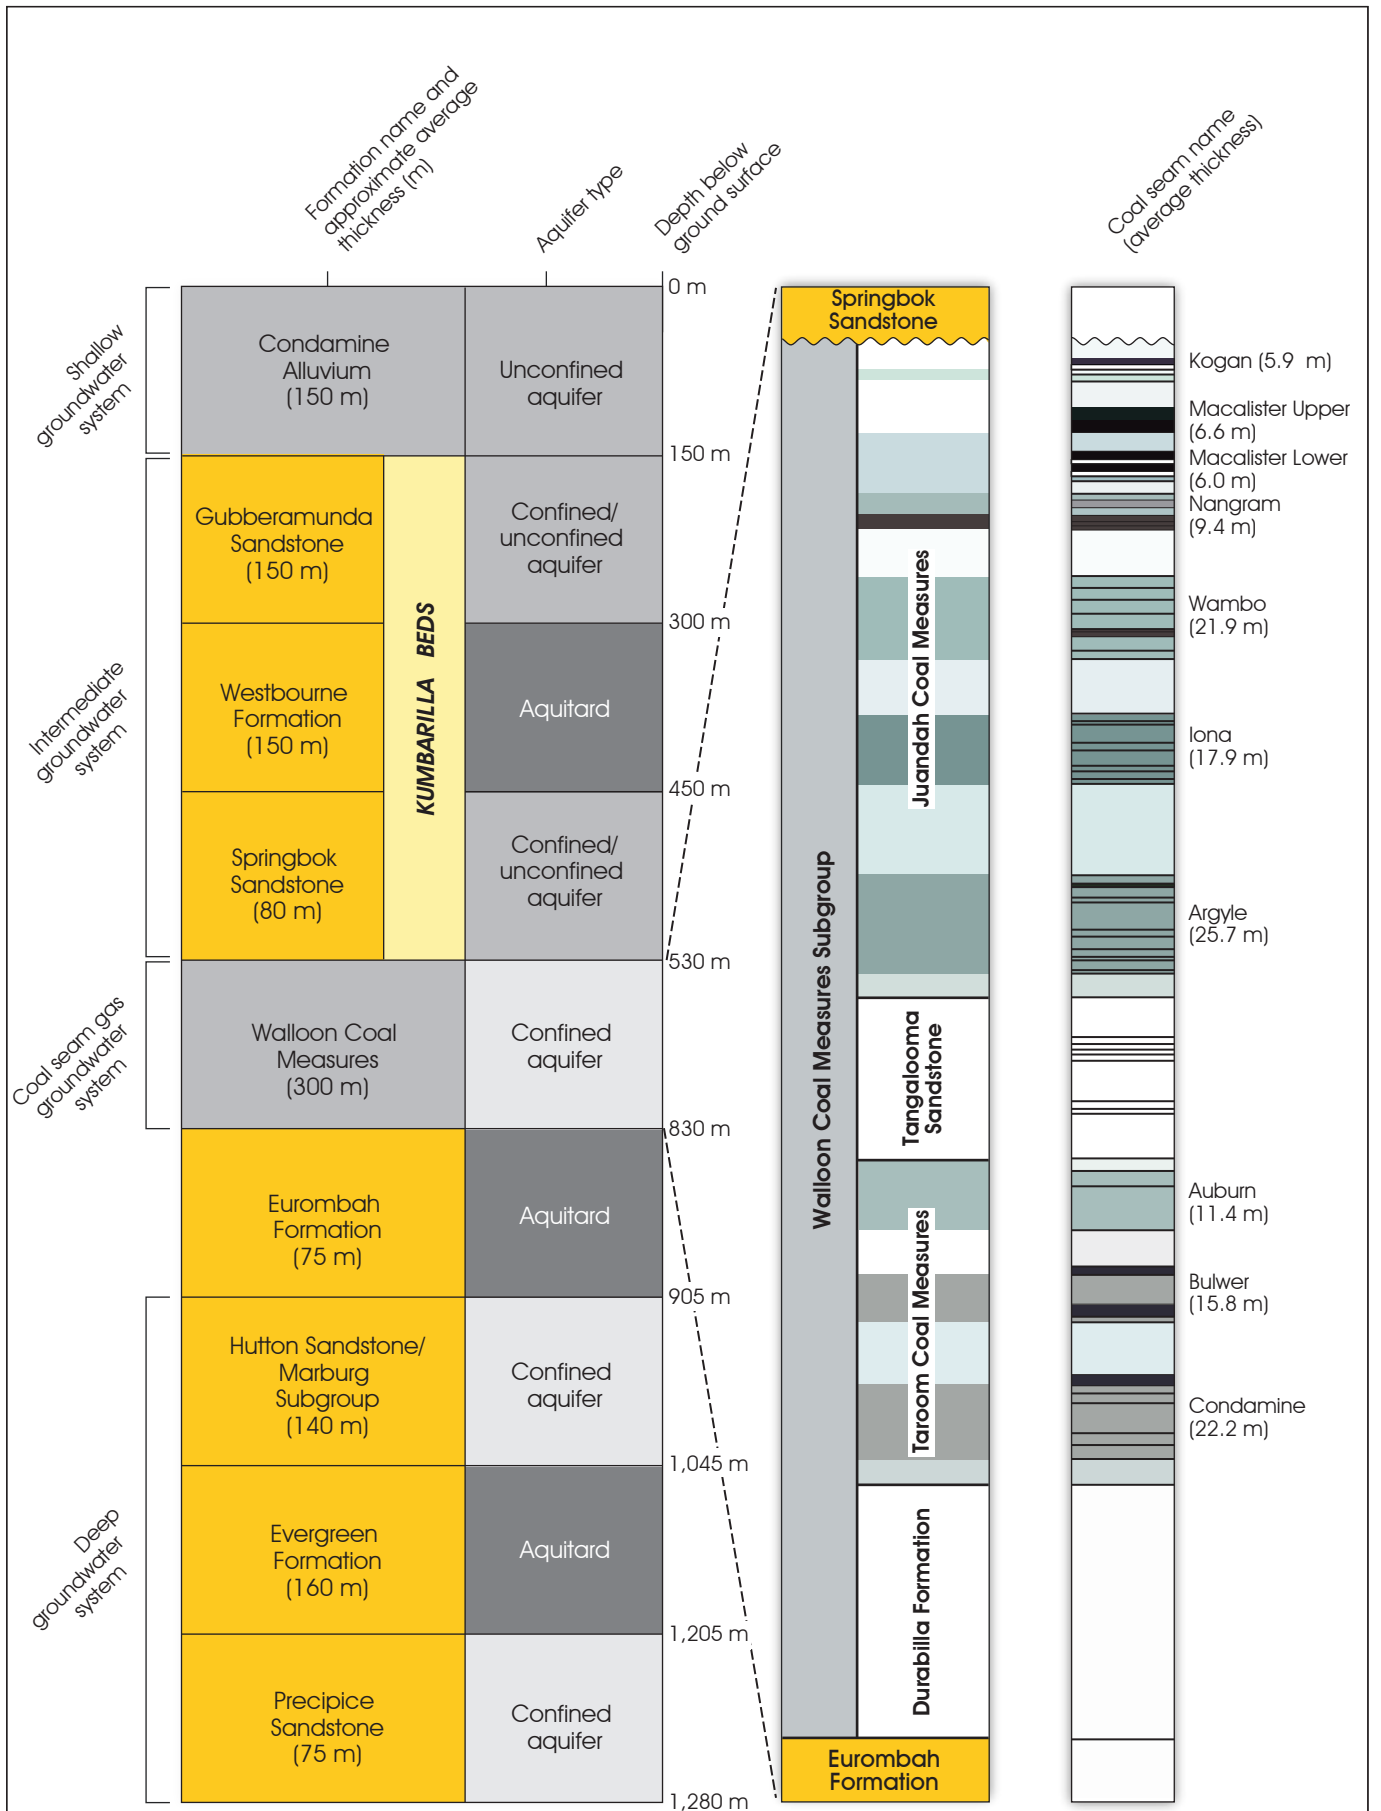 Formation name and
approximate average
thickness (m)
Aquifer type
Depth below
ground surface
Coal seam name
(average thickness)
Shallow
groundwater
system
Intermediate
groundwater
system
Coal seam gas
groundwater
system
Deep
groundwater
system
Condamine
Alluvium
(150 m)
Gubberamunda
Sandstone
(150 m)
Westbourne
Formation
(150 m)
Springbok
Sandstone
(80 m)
KUMBARILLA BEDS
Walloon Coal
Measures
(300 m)
Eurombah
Formation
(75 m)
Hutton Sandstone/
Marburg
Subgroup
(140 m)
Evergreen
Formation
(160 m)
Precipice
Sandstone
(75 m)
Unconfined
aquifer
Confined/
unconfined
aquifer
Aquitard
Confined/
unconfined
aquifer
Confined
aquifer
Aquitard
Confined
aquifer
Aquitard
Confined
aquifer
0 m
150 m
300 m
450 m
530 m
830 m
905 m
1,045 m
1,205 m
1,280 m
Springbok
Sandstone
Walloon Coal Measures Subgroup
Juandah Coal Measures
Tangalooma
Sandstone
Taroom Coal Measures
Durabilla Formation
Eurombah
Formation
Kogan (5.9 m)
Macalister Upper
(6.6 m)
Macalister Lower
(6.0 m)
Nangram
(9.4 m)
Wambo
(21.9 m)
Iona
(17.9 m)
Argyle
(25.7 m)
Auburn
(11.4 m)
Bulwer
(15.8 m)
Condamine
(22.2 m)